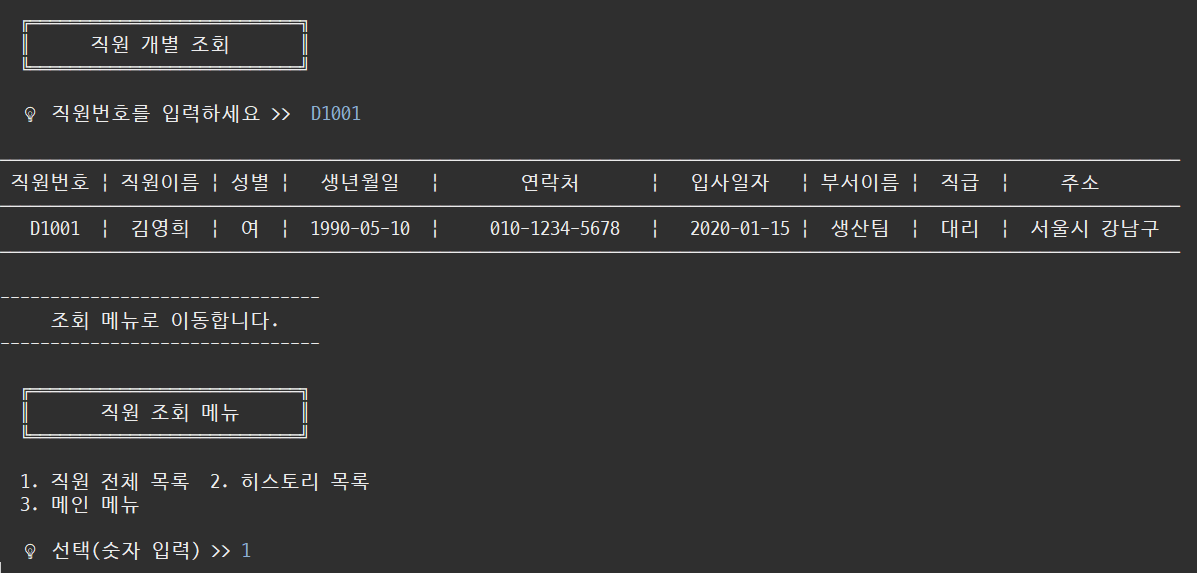 직원 개별 조회
직원번호를 입력하세요 >> D1001
직원번호 ¦ 직원이름 ¦ 성별 ¦ 생년월일 ¦ 연락처 ¦ 입사일자 ¦ 부서이름 ¦ 직급 ¦ 주소
D1001 ¦ 김영희 ¦ 여 ¦ 1990-05-10 ¦ 010-1234-5678 ¦ 2020-01-15 ¦ 생산팀 ¦ 대리 ¦ 서울시 강남구
--------------------------------
조회 메뉴로 이동합니다.
--------------------------------
직원 조회 메뉴
1. 직원 전체 목록 2. 히스토리 목록
3. 메인 메뉴
선택(숫자 입력) >> 1